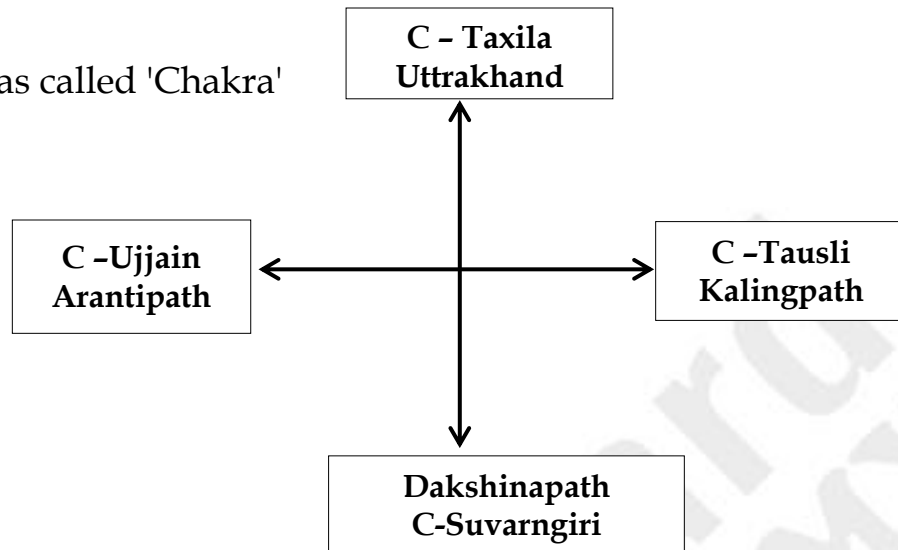 C – Taxila
Uttrakhand
as called 'Chakra'
C –Ujjain
Arantipath
C –Tausli
Kalingpath
Dakshinapath
C-Suvarngiri